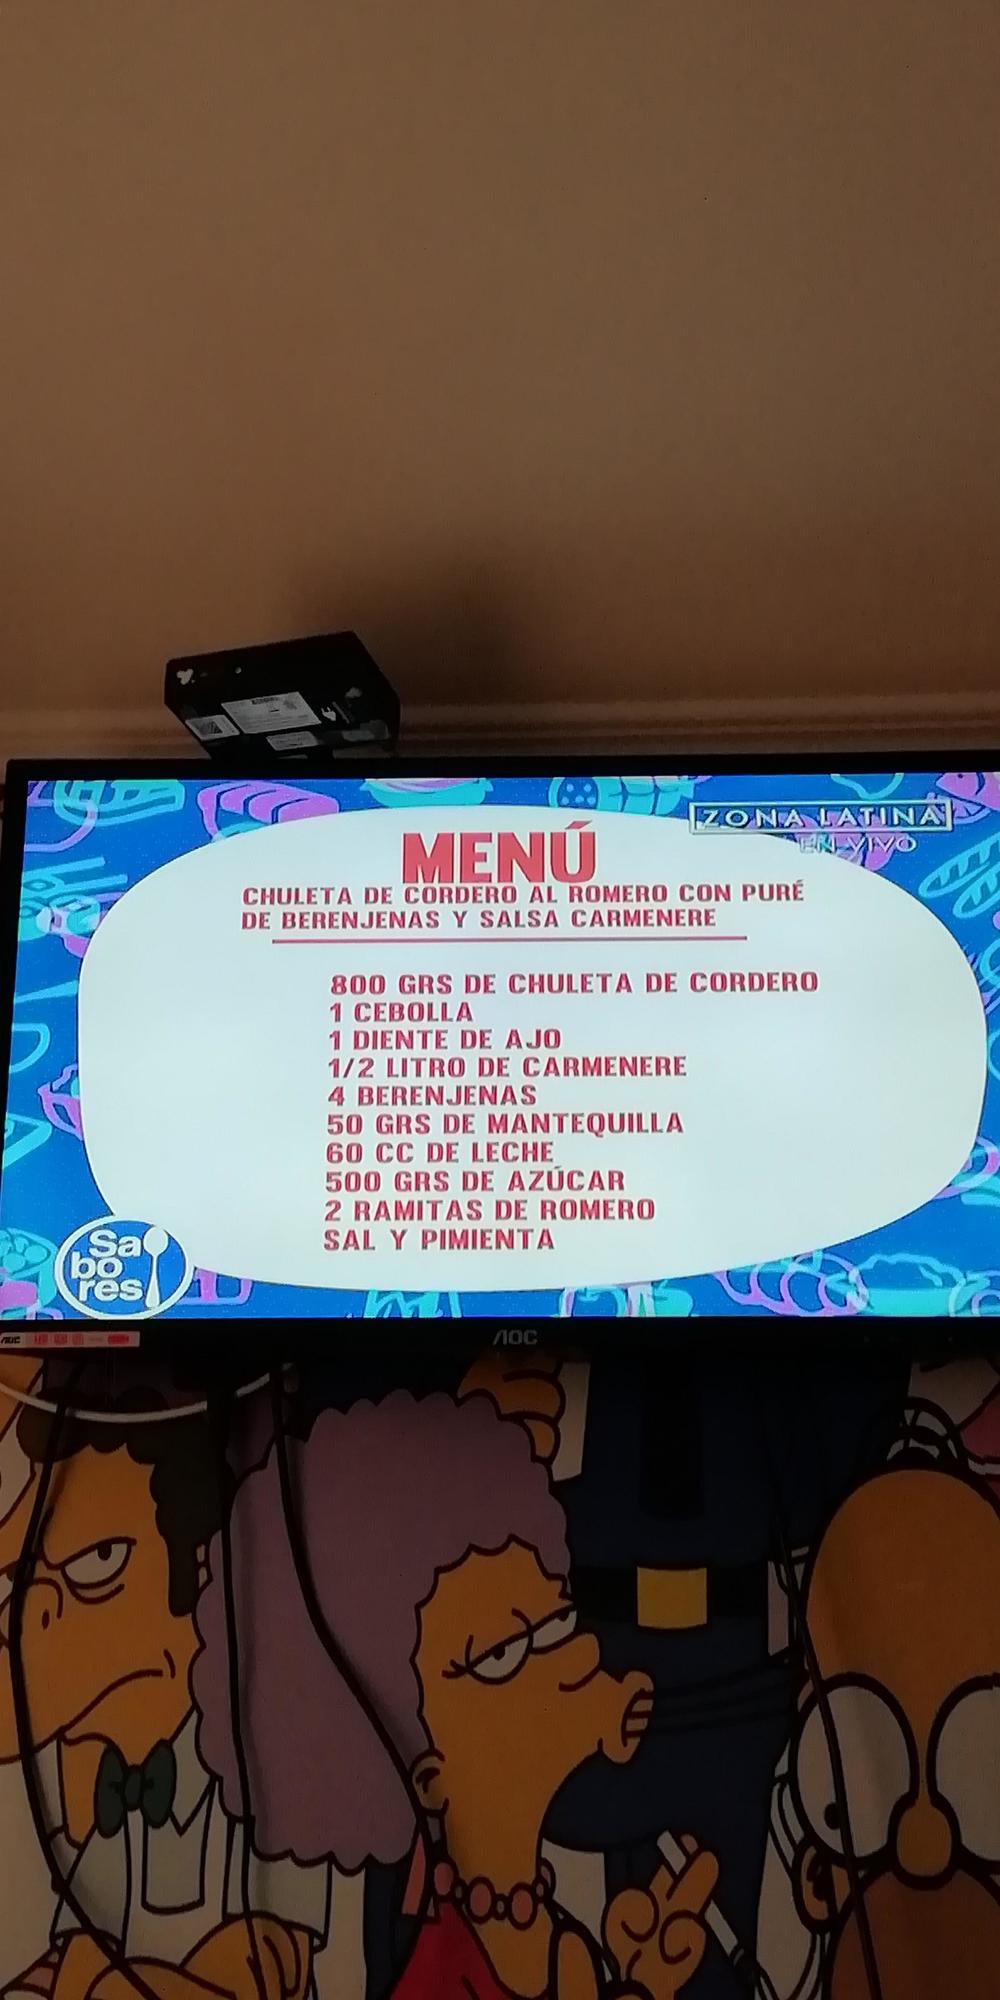 ZONA LATINA
EN VIVO
MENÚ
CHULETA DE CORDERO AL ROMERO CON PURÉ
DE BERENJENAS Y SALSA CARMENERE
800 GRS DE CHULETA DE CORDERO
1 CEBOLLA
1 DIENTE DE AJO
1/2 LITRO DE CARMENERE
4 BERENJENAS
50 GRS DE MANTEQUILLA
60 CC DE LECHE
500 GRS DE AZÚCAR
2 RAMITAS DE ROMERO
SAL Y PIMIENTA
Sa
bo
res
AOC
AOC